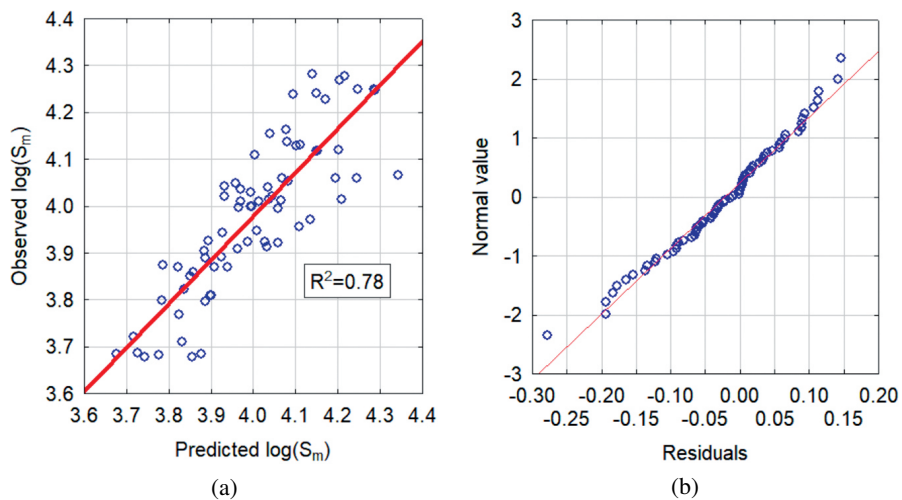 4.4
4.3
4.2
4.1
4.0
3.9
3.8
3.7
3.6
Observed log(Sm)
R2=0.78
3.6 3.7 3.8 3.9 4.0 4.1 4.2 4.3 4.4
Predicted log(Sm)
(a)
3
2
1
0
-1
-2
-3
Normal value
-0.30 -0.20 -0.10 0.00 0.10 0.20
-0.25 -0.15 -0.05 0.05 0.15
Residuals
(b)